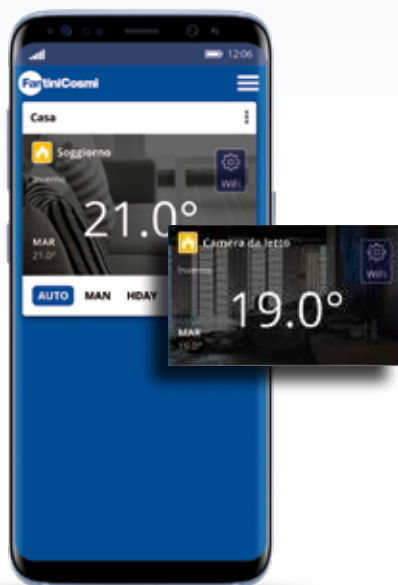 12:06
FantiniCosmi
Casa
Soggiorno
Inverno
WiFi
21.0°
MAR
21.0°
AUTO MAN HDAY
Camera da letto
Inverno
WiFi
19.0°
MAR
19.0°